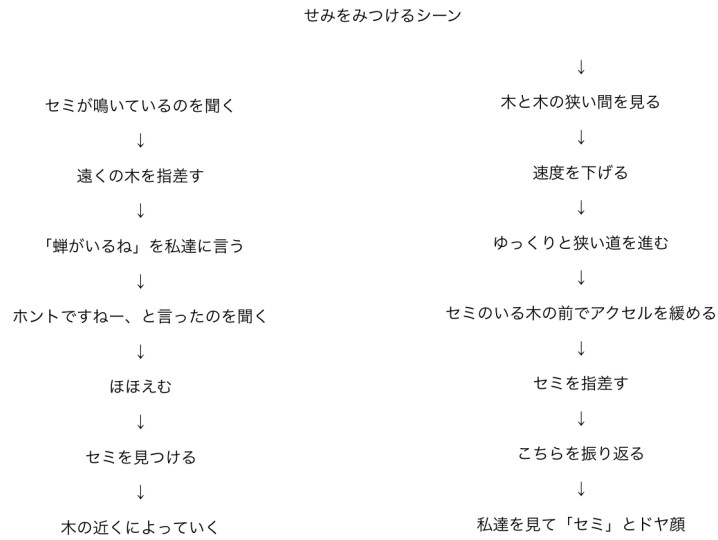 せみをみつけるシーン
セミが鳴いているのを聞く
↓
遠くの木を指差す
↓
「蝉がいるね」を私達に言う
↓
ホントですねー、と言ったのを聞く
↓
ほほえむ
↓
セミを見つける
↓
木の近くによっていく
↓
木と木の狭い間を見る
↓
速度を下げる
↓
ゆっくりと狭い道を進む
↓
セミのいる木の前でアクセルを緩める
↓
セミを指差す
↓
こちらを振り返る
↓
私達を見て「セミ」とドヤ顔